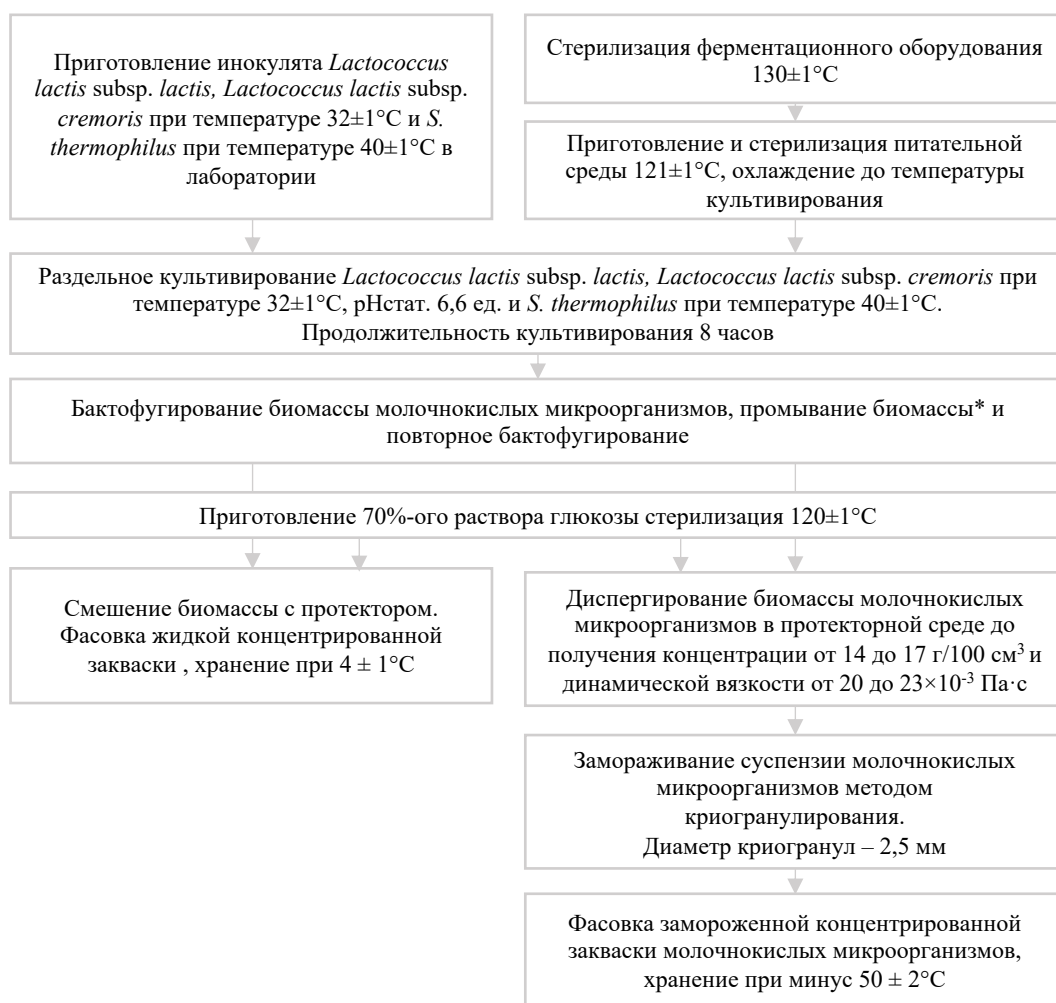 Приготовление инокулята Lactococcus
lactis subsp. lactis, Lactococcus lactis subsp.
cremoris при температуре 32±1°C и S.
thermophilus при температуре 40±1°C в
лаборатории
Стерилизация ферментационного оборудования
130±1°C
Приготовление и стерилизация питательной
среды 121±1°C, охлаждение до температуры
культивирования
Раздельное культивирование Lactococcus lactis subsp. lactis, Lactococcus lactis subsp. cremoris при
температуре 32±1°C, pHстат. 6,6 ед. и S. thermophilus при температуре 40±1°C.
Продолжительность культивирования 8 часов
Бактофугирование биомассы молочнокислых микроорганизмов, промывание биомассы* и
повторное бактофугирование
Приготовление 70%-ого раствора глюкозы стерилизация 120±1°C
Смешение биомассы с протектором.
Фасовка жидкой концентрированной
закваски , хранение при 4 ± 1°C
Диспергирование биомассы молочнокислых
микроорганизмов в протекторной среде до
получения концентрации от 14 до 17 г/100 см³ и
динамической вязкости от 20 до 23×10⁻³ Па·с
Замораживание суспензии молочнокислых
микроорганизмов методом
криогранулирования.
Диаметр криогранул – 2,5 мм
Фасовка замороженной концентрированной
закваски молочнокислых микроорганизмов,
хранение при минус 50 ± 2°C